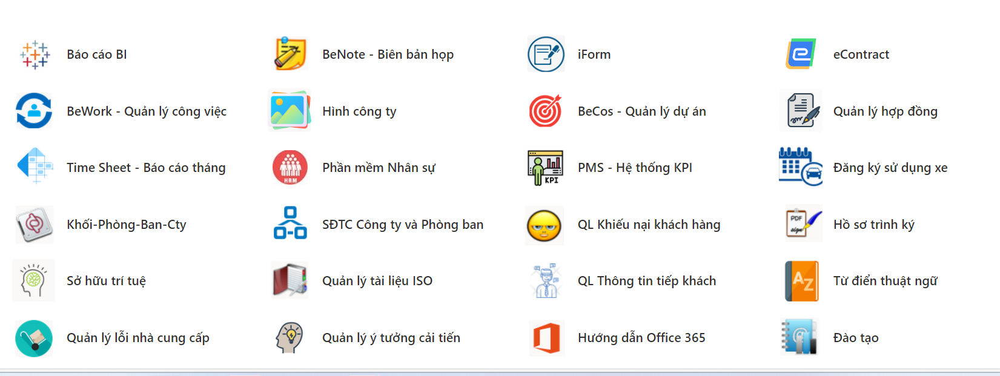 Báo cáo BI
BeNote - Biên bản họp
iForm
eContract
BeWork - Quản lý công việc
Hình công ty
BeCos - Quản lý dự án
Quản lý hợp đồng
Time Sheet - Báo cáo tháng
HRM
Phần mềm Nhân sự
KPI
PMS - Hệ thống KPI
Đăng ký sử dụng xe
Khối-Phòng-Ban-Cty
SĐTC Công ty và Phòng ban
QL Khiếu nại khách hàng
PDF
sign
Hồ sơ trình ký
Sở hữu trí tuệ
Quản lý tài liệu ISO
QL Thông tin tiếp khách
AZ
Từ điển thuật ngữ
Quản lý lỗi nhà cung cấp
Quản lý ý tưởng cải tiến
Hướng dẫn Office 365
Đào tạo